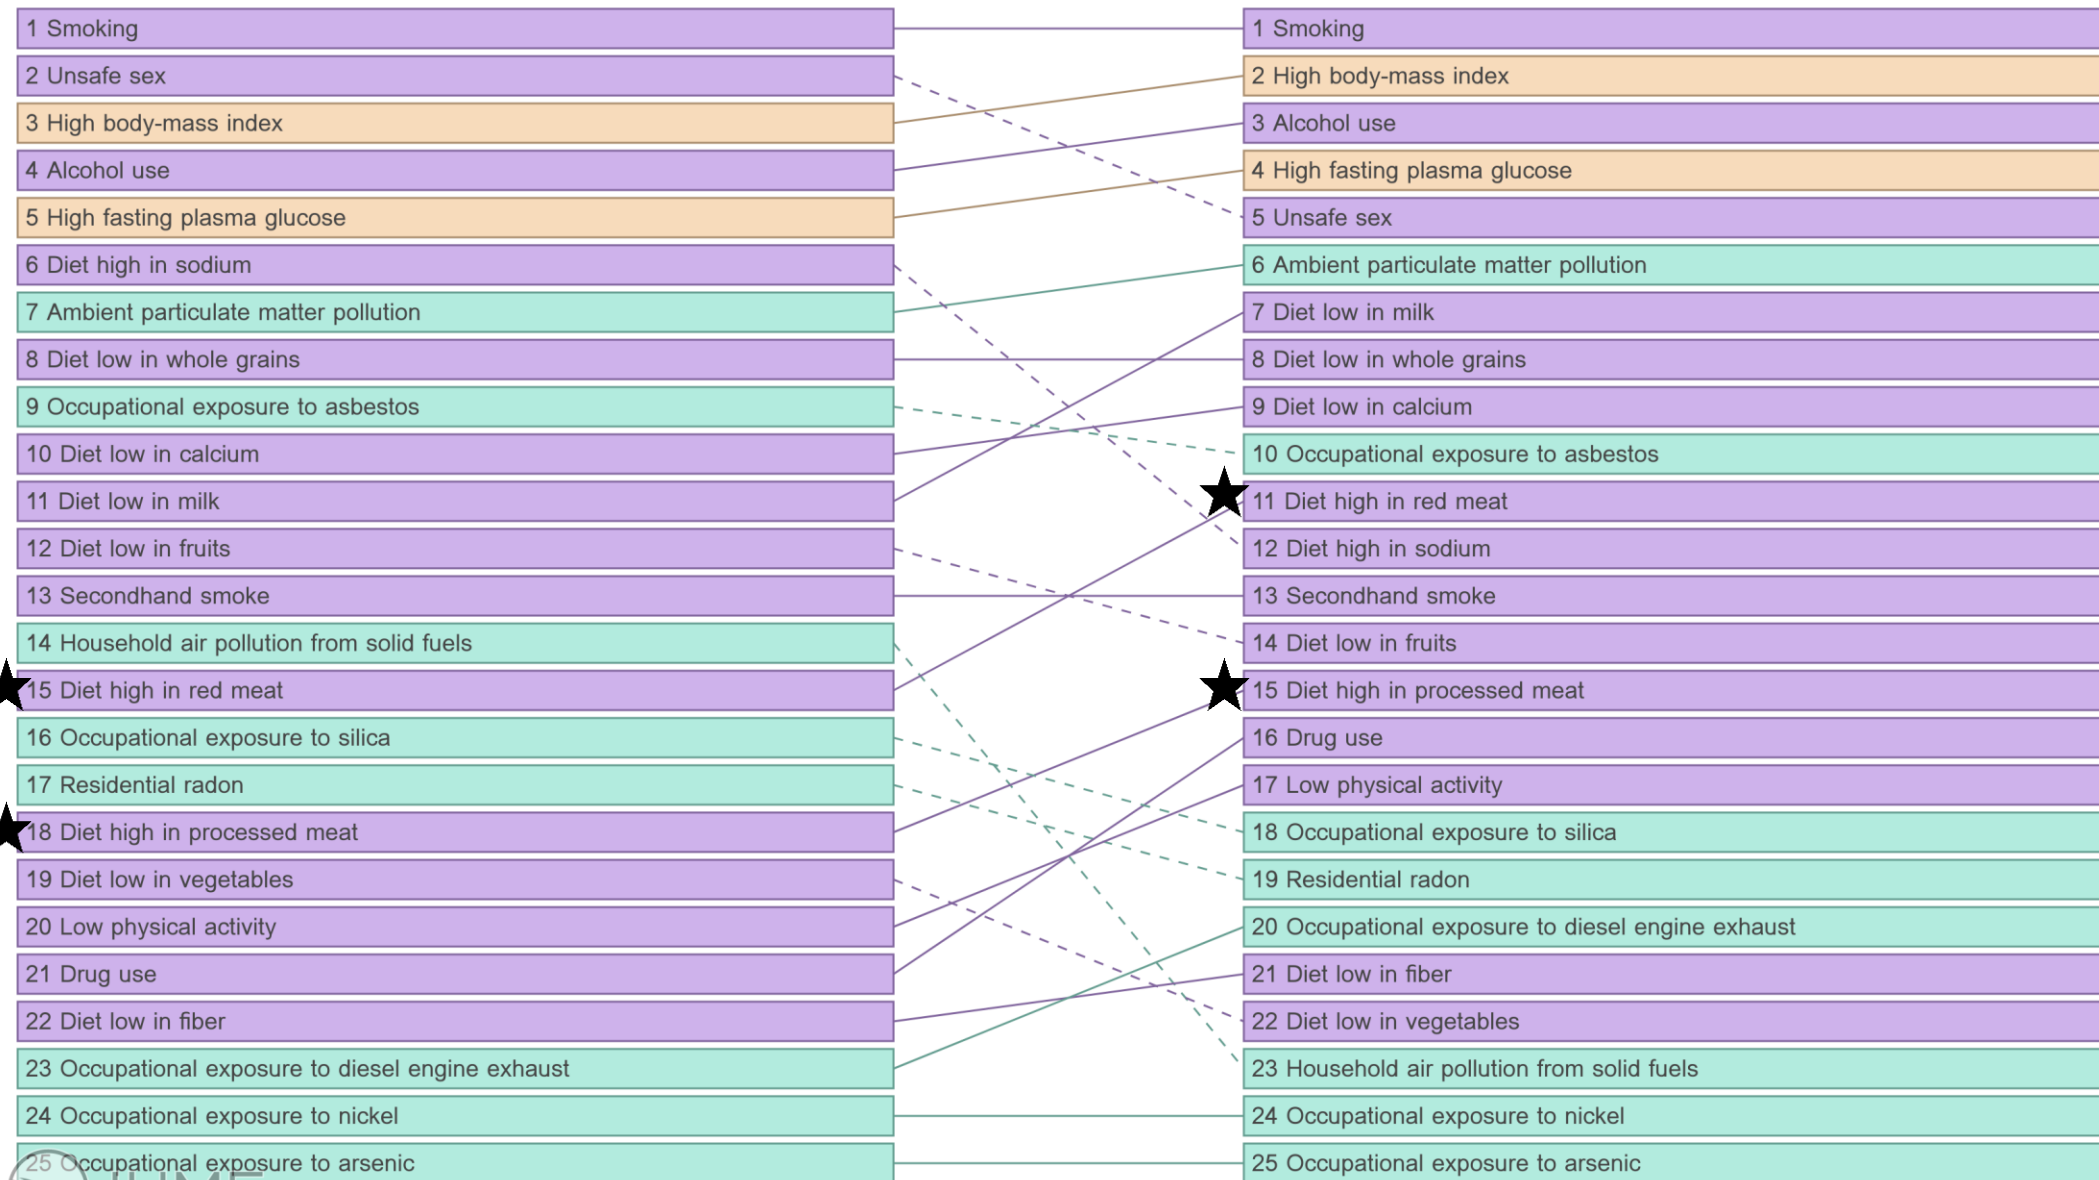 1 Smoking
2 Unsafe sex
3 High body-mass index
4 Alcohol use
5 High fasting plasma glucose
6 Diet high in sodium
7 Ambient particulate matter pollution
8 Diet low in whole grains
9 Occupational exposure to asbestos
10 Diet low in calcium
11 Diet low in milk
12 Diet low in fruits
13 Secondhand smoke
14 Household air pollution from solid fuels
15 Diet high in red meat
16 Occupational exposure to silica
17 Residential radon
18 Diet high in processed meat
19 Diet low in vegetables
20 Low physical activity
21 Drug use
22 Diet low in fiber
23 Occupational exposure to diesel engine exhaust
24 Occupational exposure to nickel
25 Occupational exposure to arsenic
1 Smoking
2 High body-mass index
3 Alcohol use
4 High fasting plasma glucose
5 Unsafe sex
6 Ambient particulate matter pollution
7 Diet low in milk
8 Diet low in whole grains
9 Diet low in calcium
10 Occupational exposure to asbestos
11 Diet high in red meat
12 Diet high in sodium
13 Secondhand smoke
14 Diet low in fruits
15 Diet high in processed meat
16 Drug use
17 Low physical activity
18 Occupational exposure to silica
19 Residential radon
20 Occupational exposure to diesel engine exhaust
21 Diet low in fiber
22 Diet low in vegetables
23 Household air pollution from solid fuels
24 Occupational exposure to nickel
25 Occupational exposure to arsenic